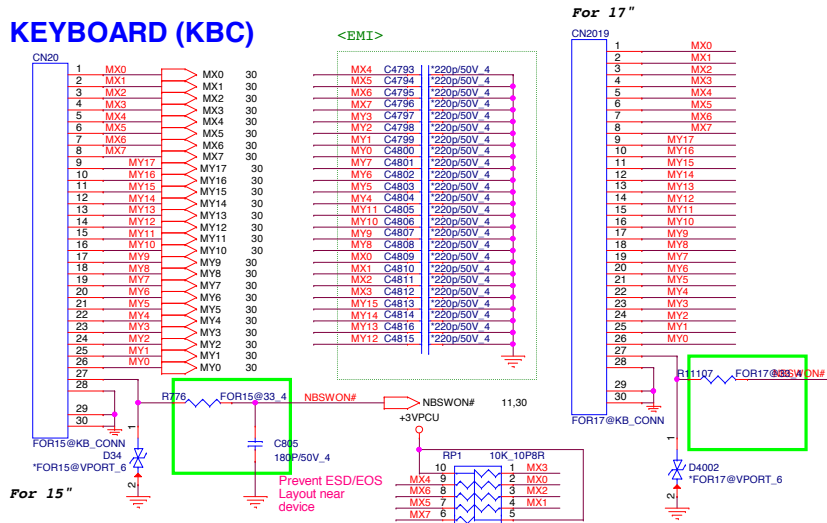 For 17"
KEYBOARD (KBC)
<EMI>
CN20
CN2019
1 MX0 MX0 30
2 MX1 MX1 30
3 MX2 MX2 30
4 MX3 MX3 30
5 MX4 MX4 30
6 MX5 MX5 30
7 MX6 MX6 30
8 MX7 MX7 30
9 MY17 MY17 30
10 MY16 MY16 30
11 MY15 MY15 30
12 MY14 MY14 30
13 MY13 MY13 30
14 MY12 MY12 30
15 MY11 MY11 30
16 MY10 MY10 30
17 MY9 MY9 30
18 MY8 MY8 30
19 MY7 MY7 30
20 MY6 MY6 30
21 MY5 MY5 30
22 MY4 MY4 30
23 MY3 MY3 30
24 MY2 MY2 30
25 MY1 MY1 30
26 MY0 MY0 30
27
28
29
30
FOR15@KB_CONN
R776 FOR15@33_4 NBSWON# NBSWON# 11,30
1
D34
*FOR15@VPORT_6
2
C805
180P/50V_4
Prevent ESD/EOS
Layout near
device
For 15"
MX4 C4793 *220p/50V_4
MX5 C4794 *220p/50V_4
MX6 C4795 *220p/50V_4
MX7 C4796 *220p/50V_4
MY3 C4797 *220p/50V_4
MY2 C4798 *220p/50V_4
MY1 C4799 *220p/50V_4
MY0 C4800 *220p/50V_4
MY7 C4801 *220p/50V_4
MY6 C4802 *220p/50V_4
MY5 C4803 *220p/50V_4
MY4 C4804 *220p/50V_4
MY11 C4805 *220p/50V_4
MY10 C4806 *220p/50V_4
MY9 C4807 *220p/50V_4
MY8 C4808 *220p/50V_4
MX0 C4809 *220p/50V_4
MX1 C4810 *220p/50V_4
MX2 C4811 *220p/50V_4
MX3 C4812 *220p/50V_4
MY15 C4813 *220p/50V_4
MY14 C4814 *220p/50V_4
MY13 C4816 *220p/50V_4
MY12 C4815 *220p/50V_4
+3VPCU
RP1 10K_10P8R
10 1 MX3
MX4 9 2 MX0
MX6 8 3 MX2
MX5 7 4 MX1
MX7 6 5
1 MX0
2 MX1
3 MX2
4 MX3
5 MX4
6 MX5
7 MX6
8 MX7
9 MY17
10 MY16
11 MY15
12 MY14
13 MY13
14 MY12
15 MY11
16 MY10
17 MY9
18 MY8
19 MY7
20 MY6
21 MY5
22 MY4
23 MY3
24 MY2
25 MY1
26 MY0
27
28
29
30
FOR17@KB_CONN
R11107 FOR17@33_4 NBSWON#
1
D4002
*FOR17@VPORT_6
2